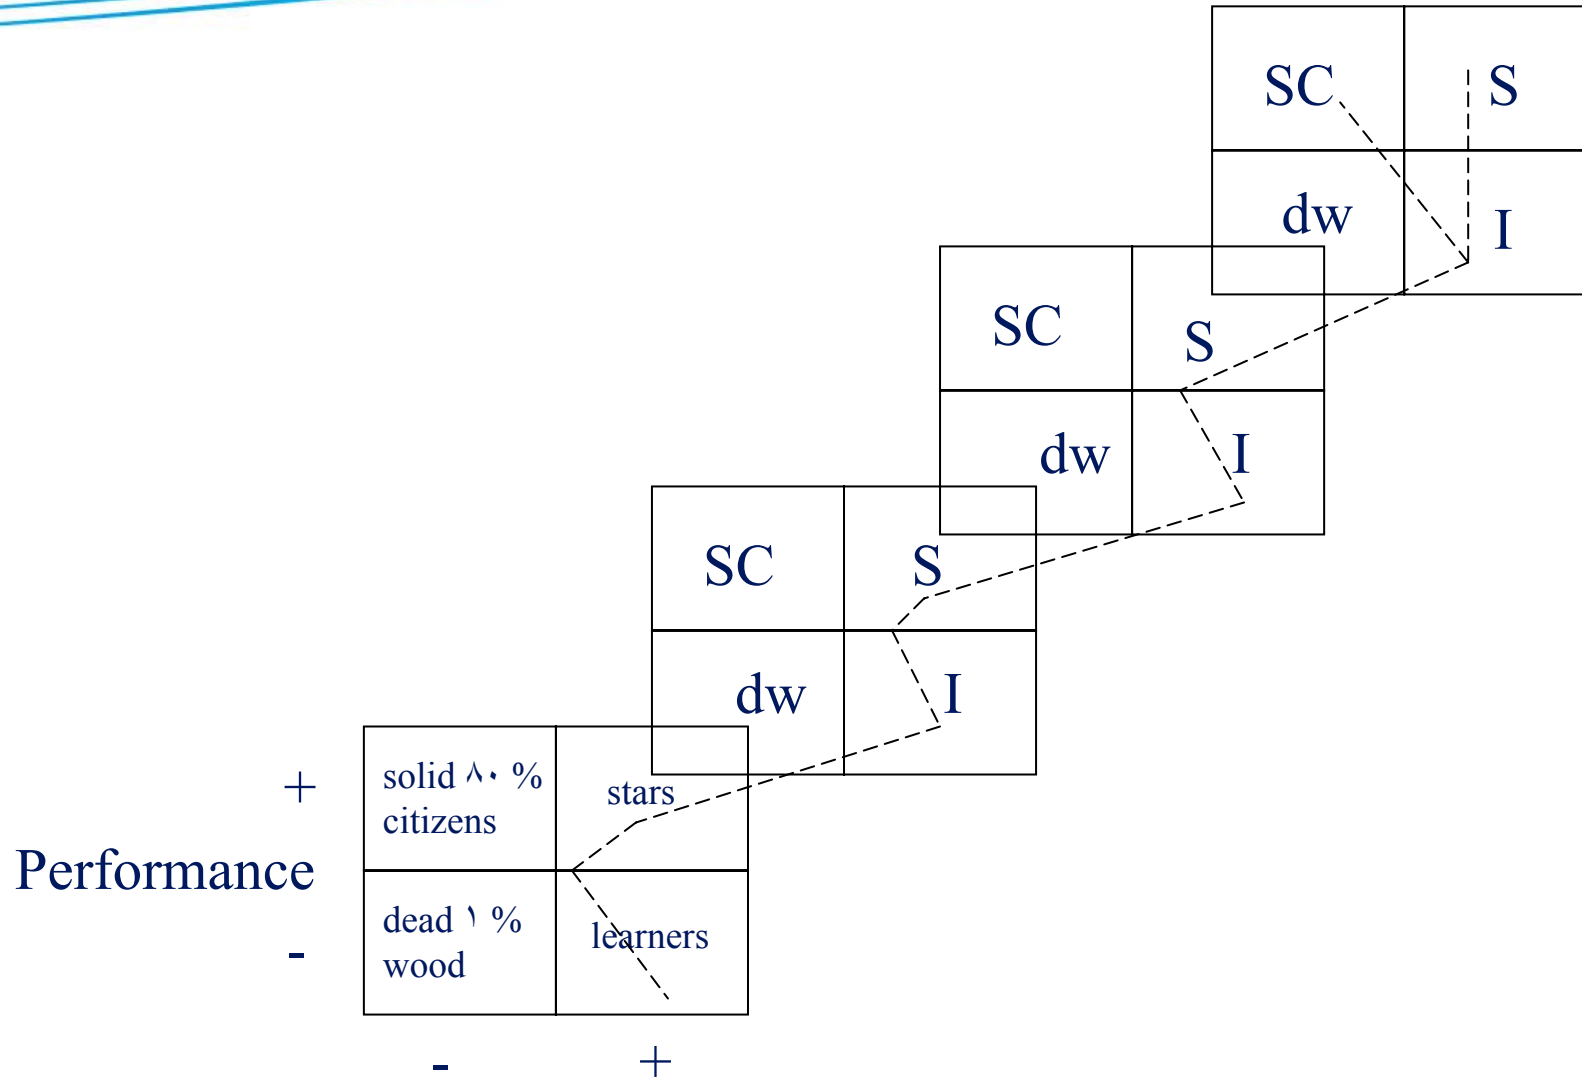 SC
S
dw
I
SC
S
dw
I
SC
S
dw
I
+
solid ٨٠ %
citizens
stars
Performance
dead ١ %
wood
learners
-
- +